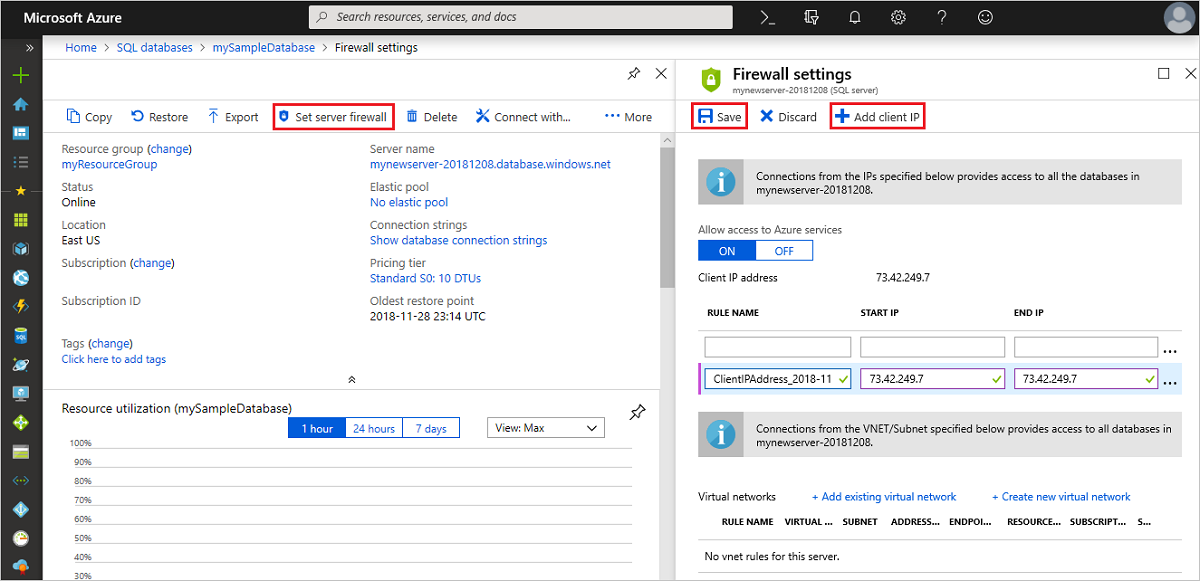 Microsoft Azure
Search resources, services, and docs
Home > SQL databases > mySampleDatabase > Firewall settings
Copy Restore Export Set server firewall Delete Connect with... More
Resource group (change)
myResourceGroup
Status
Online
Location
East US
Subscription (change)
Subscription ID
Tags (change)
Click here to add tags
Server name
mynewserver-20181208.database.windows.net
Elastic pool
No elastic pool
Connection strings
Show database connection strings
Pricing tier
Standard S0: 10 DTUs
Oldest restore point
2018-11-28 23:14 UTC
Resource utilization (mySampleDatabase)
1 hour 24 hours 7 days View: Max
100%
90%
80%
70%
60%
50%
40%
30%
Firewall settings
mynewserver-20181208 (SQL server)
Save Discard Add client IP
Connections from the IPs specified below provides access to all the databases in
mynewserver-20181208.
Allow access to Azure services
ON OFF
Client IP address 73.42.249.7
RULE NAME START IP END IP
ClientIPAddress_2018-11 73.42.249.7 73.42.249.7
Connections from the VNET/Subnet specified below provides access to all databases in
mynewserver-20181208.
Virtual networks + Add existing virtual network + Create new virtual network
RULE NAME VIRTUAL ... SUBNET ADDRESS... ENDPOI... RESOURCE... SUBSCRIPT... S...
No vnet rules for this server.
SQL